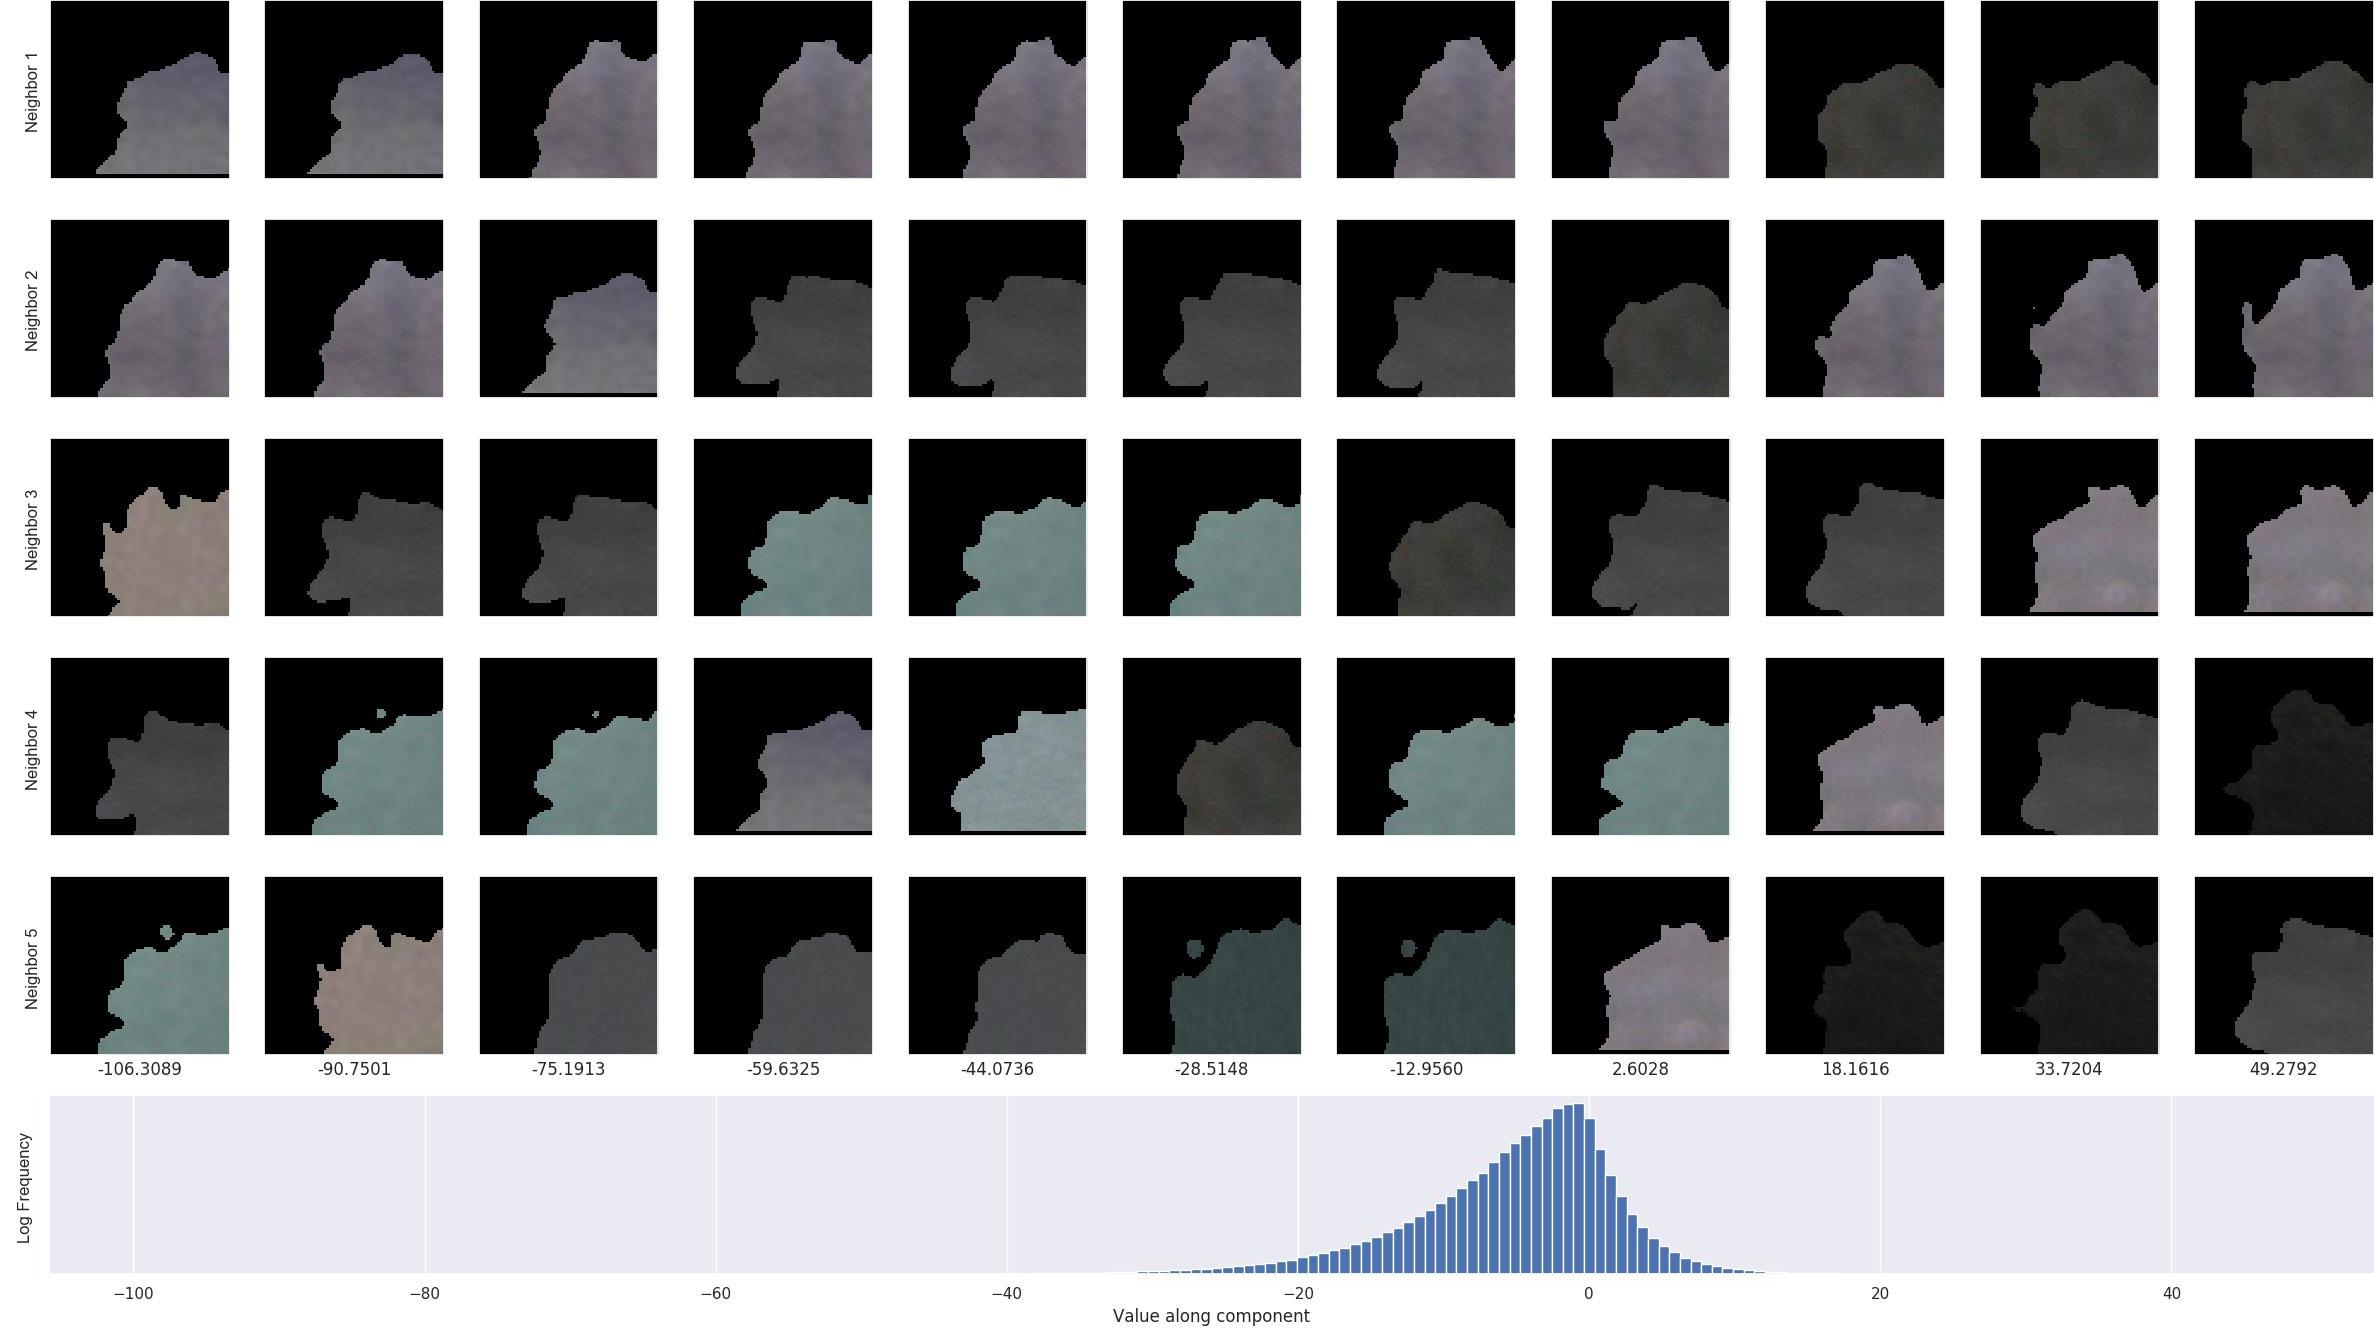 Neighbor 1
Neighbor 2
Neighbor 3
Neighbor 4
Neighbor 5
-106.3089 -90.7501 -75.1913 -59.6325 -44.0736 -28.5148 -12.9560 2.6028 18.1616 33.7204 49.2792
Log Frequency
−100 −80 −60 −40 −20 0 20 40
Value along component